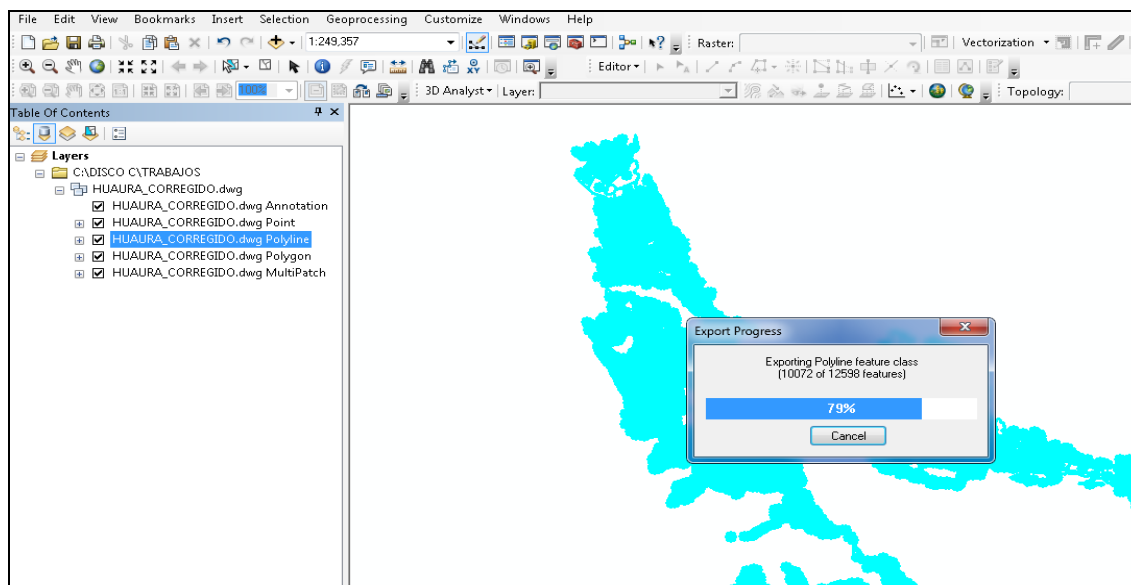 File Edit View Bookmarks Insert Selection Geoprocessing Customize Windows Help
1:249,357 Raster: Vectorization
Editor
100% 3D Analyst Layer: Topology:
Table Of Contents
Layers
C:\DISCO C\TRABAJOS
HUAURA_CORREGIDO.dwg
HUAURA_CORREGIDO.dwg Annotation
HUAURA_CORREGIDO.dwg Point
HUAURA_CORREGIDO.dwg Polyline
HUAURA_CORREGIDO.dwg Polygon
HUAURA_CORREGIDO.dwg MultiPatch
Export Progress
Exporting Polyline feature class
(10072 of 12598 features)
79%
Cancel